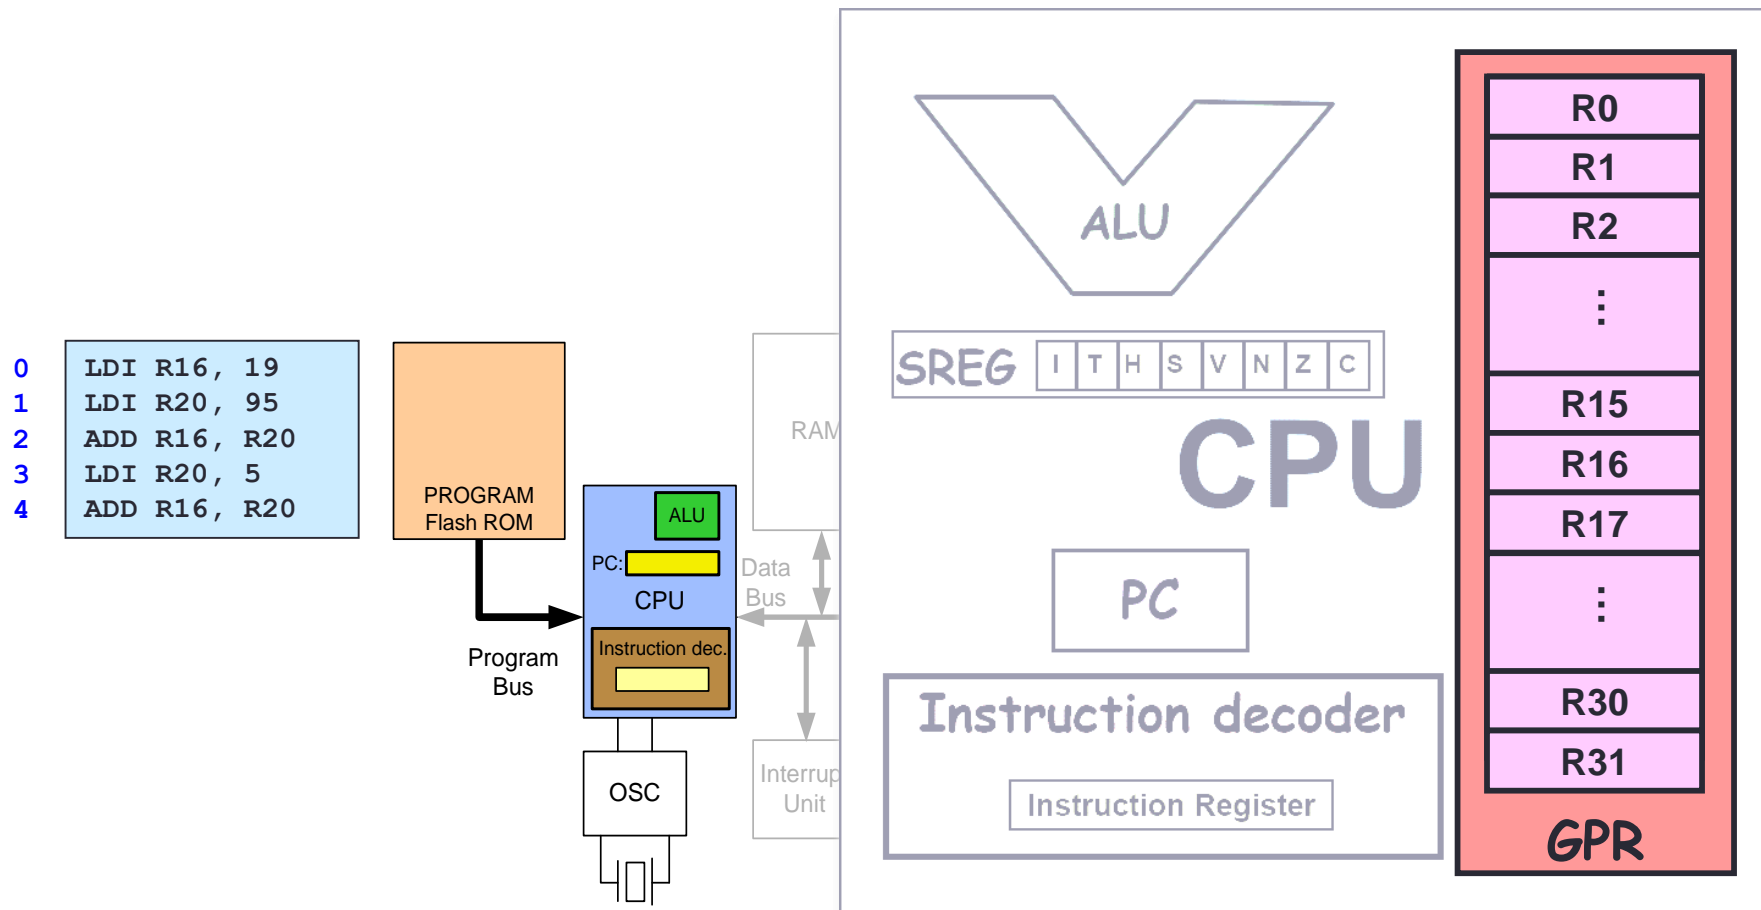 0 LDI R16, 19
1 LDI R20, 95
2 ADD R16, R20
3 LDI R20, 5
4 ADD R16, R20
PROGRAM
Flash ROM
Program
Bus
ALU
PC:
CPU
Instruction dec.
OSC
RAM
Data
Bus
Interrup
Unit
ALU
SREG I T H S V N Z C
CPU
PC
Instruction decoder
Instruction Register
R0
R1
R2
⋮
R15
R16
R17
⋮
R30
R31
GPR